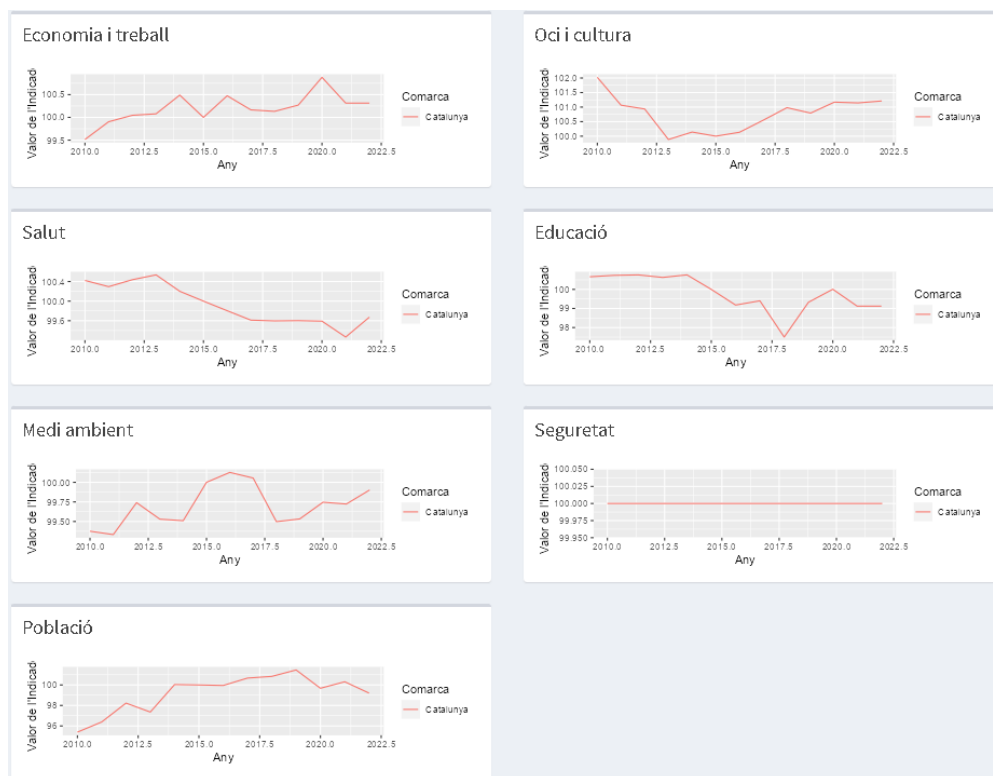 Economia i treball
Valor de l'Indicad
100.5
100.0
99.5
2010.0 2012.5 2015.0 2017.5 2020.0 2022.5
Any
Comarca
Catalunya
Oci i cultura
Valor de l'Indicad
102.0
101.0
100.5
100.0
2010.0 2012.5 2015.0 2017.5 2020.0 2022.5
Any
Comarca
Catalunya
Salut
Valor de l'Indicad
100.4
100.0
99.6
2010.0 2012.5 2015.0 2017.5 2020.0 2022.5
Any
Comarca
Catalunya
Educació
Valor de l'Indicad
100
99
98
2010.0 2012.5 2015.0 2017.5 2020.0 2022.5
Any
Comarca
Catalunya
Medi ambient
Valor de l'Indicad
100.00
99.75
99.50
2010.0 2012.5 2015.0 2017.5 2020.0 2022.5
Any
Comarca
Catalunya
Seguretat
Valor de l'Indicad
100.050
100.025
100.000
99.975
99.950
2010.0 2012.5 2015.0 2017.5 2020.0 2022.5
Any
Comarca
Catalunya
Població
Valor de l'Indicad
100
98
96
2010.0 2012.5 2015.0 2017.5 2020.0 2022.5
Any
Comarca
Catalunya